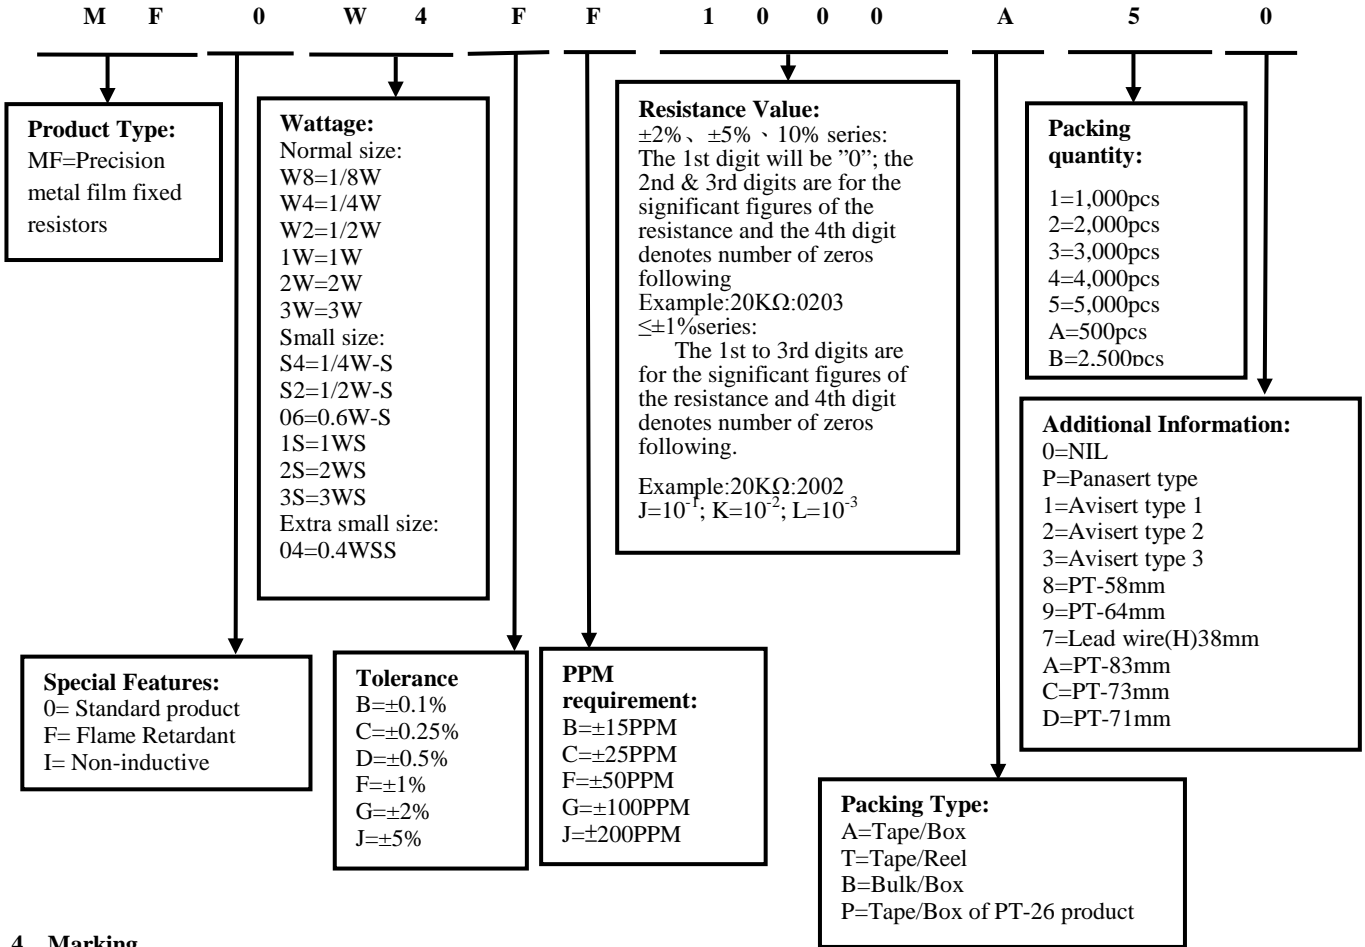 M F 0 W 4 F F 1 0 0 0 A 5 0
Product Type:
MF=Precision
metal film fixed
resistors
Wattage:
Normal size:
W8=1/8W
W4=1/4W
W2=1/2W
1W=1W
2W=2W
3W=3W
Small size:
S4=1/4W-S
S2=1/2W-S
06=0.6W-S
1S=1WS
2S=2WS
3S=3WS
Extra small size:
04=0.4WSS
Resistance Value:
±2%、±5%、10% series:
The 1st digit will be ”0”; the
2nd & 3rd digits are for the
significant figures of the
resistance and the 4th digit
denotes number of zeros
following
Example:20KΩ:0203
≤±1%series:
The 1st to 3rd digits are
for the significant figures of
the resistance and 4th digit
denotes number of zeros
following.
Example:20KΩ:2002
J=10⁻¹; K=10⁻²; L=10⁻³
Packing
quantity:
1=1,000pcs
2=2,000pcs
3=3,000pcs
4=4,000pcs
5=5,000pcs
A=500pcs
B=2,500pcs
Additional Information:
0=NIL
P=Panasert type
1=Avisert type 1
2=Avisert type 2
3=Avisert type 3
8=PT-58mm
9=PT-64mm
7=Lead wire(H)38mm
A=PT-83mm
C=PT-73mm
D=PT-71mm
Special Features:
0= Standard product
F= Flame Retardant
I= Non-inductive
Tolerance
B=±0.1%
C=±0.25%
D=±0.5%
F=±1%
G=±2%
J=±5%
PPM
requirement:
B=±15PPM
C=±25PPM
F=±50PPM
G=±100PPM
J=±200PPM
Packing Type:
A=Tape/Box
T=Tape/Reel
B=Bulk/Box
P=Tape/Box of PT-26 product
4 Marking